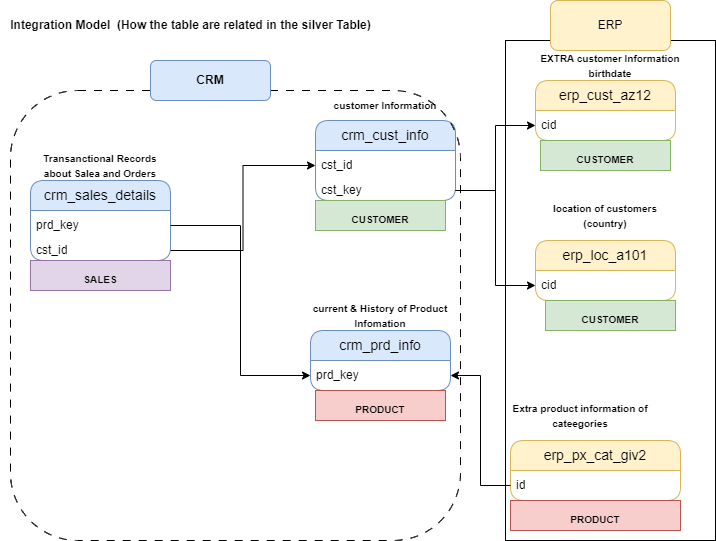 Integration Model  (How the table are related in the silver Table)
ERP
CRM
EXTRA customer Information
birthdate
erp_cust_az12
cid
CUSTOMER
customer Information
crm_cust_info
cst_id
cst_key
CUSTOMER
Transanctional Records
about Salea and Orders
crm_sales_details
prd_key
cst_id
SALES
location of customers
(country)
erp_loc_a101
cid
CUSTOMER
current & History of Product
Infomation
crm_prd_info
prd_key
PRODUCT
Extra product information of
cateegories
erp_px_cat_giv2
id
PRODUCT